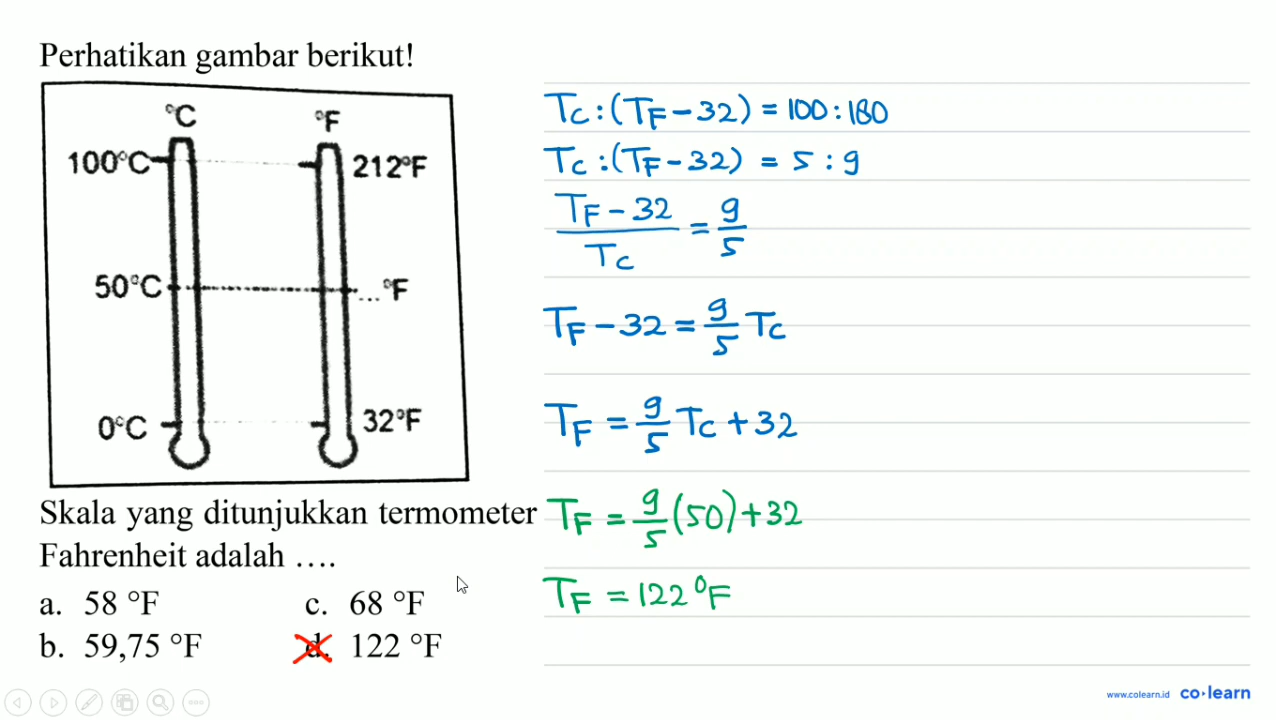 Perhatikan gambar berikut!
°C
°F
100°C
212°F
50°C
...°F
0°C
32°F
Skala yang ditunjukkan termometer
Fahrenheit adalah ....
a. 58 °F
c. 68 °F
b. 59,75 °F
d. 122 °F
Tc : (TF − 32) = 100 : 180
Tc : (TF − 32) = 5 : 9
TF − 32 / Tc = 9/5
TF − 32 = 9/5 Tc
TF = 9/5 Tc + 32
TF = 9/5 (50) + 32
TF = 122 °F
www.colearn.id co·learn